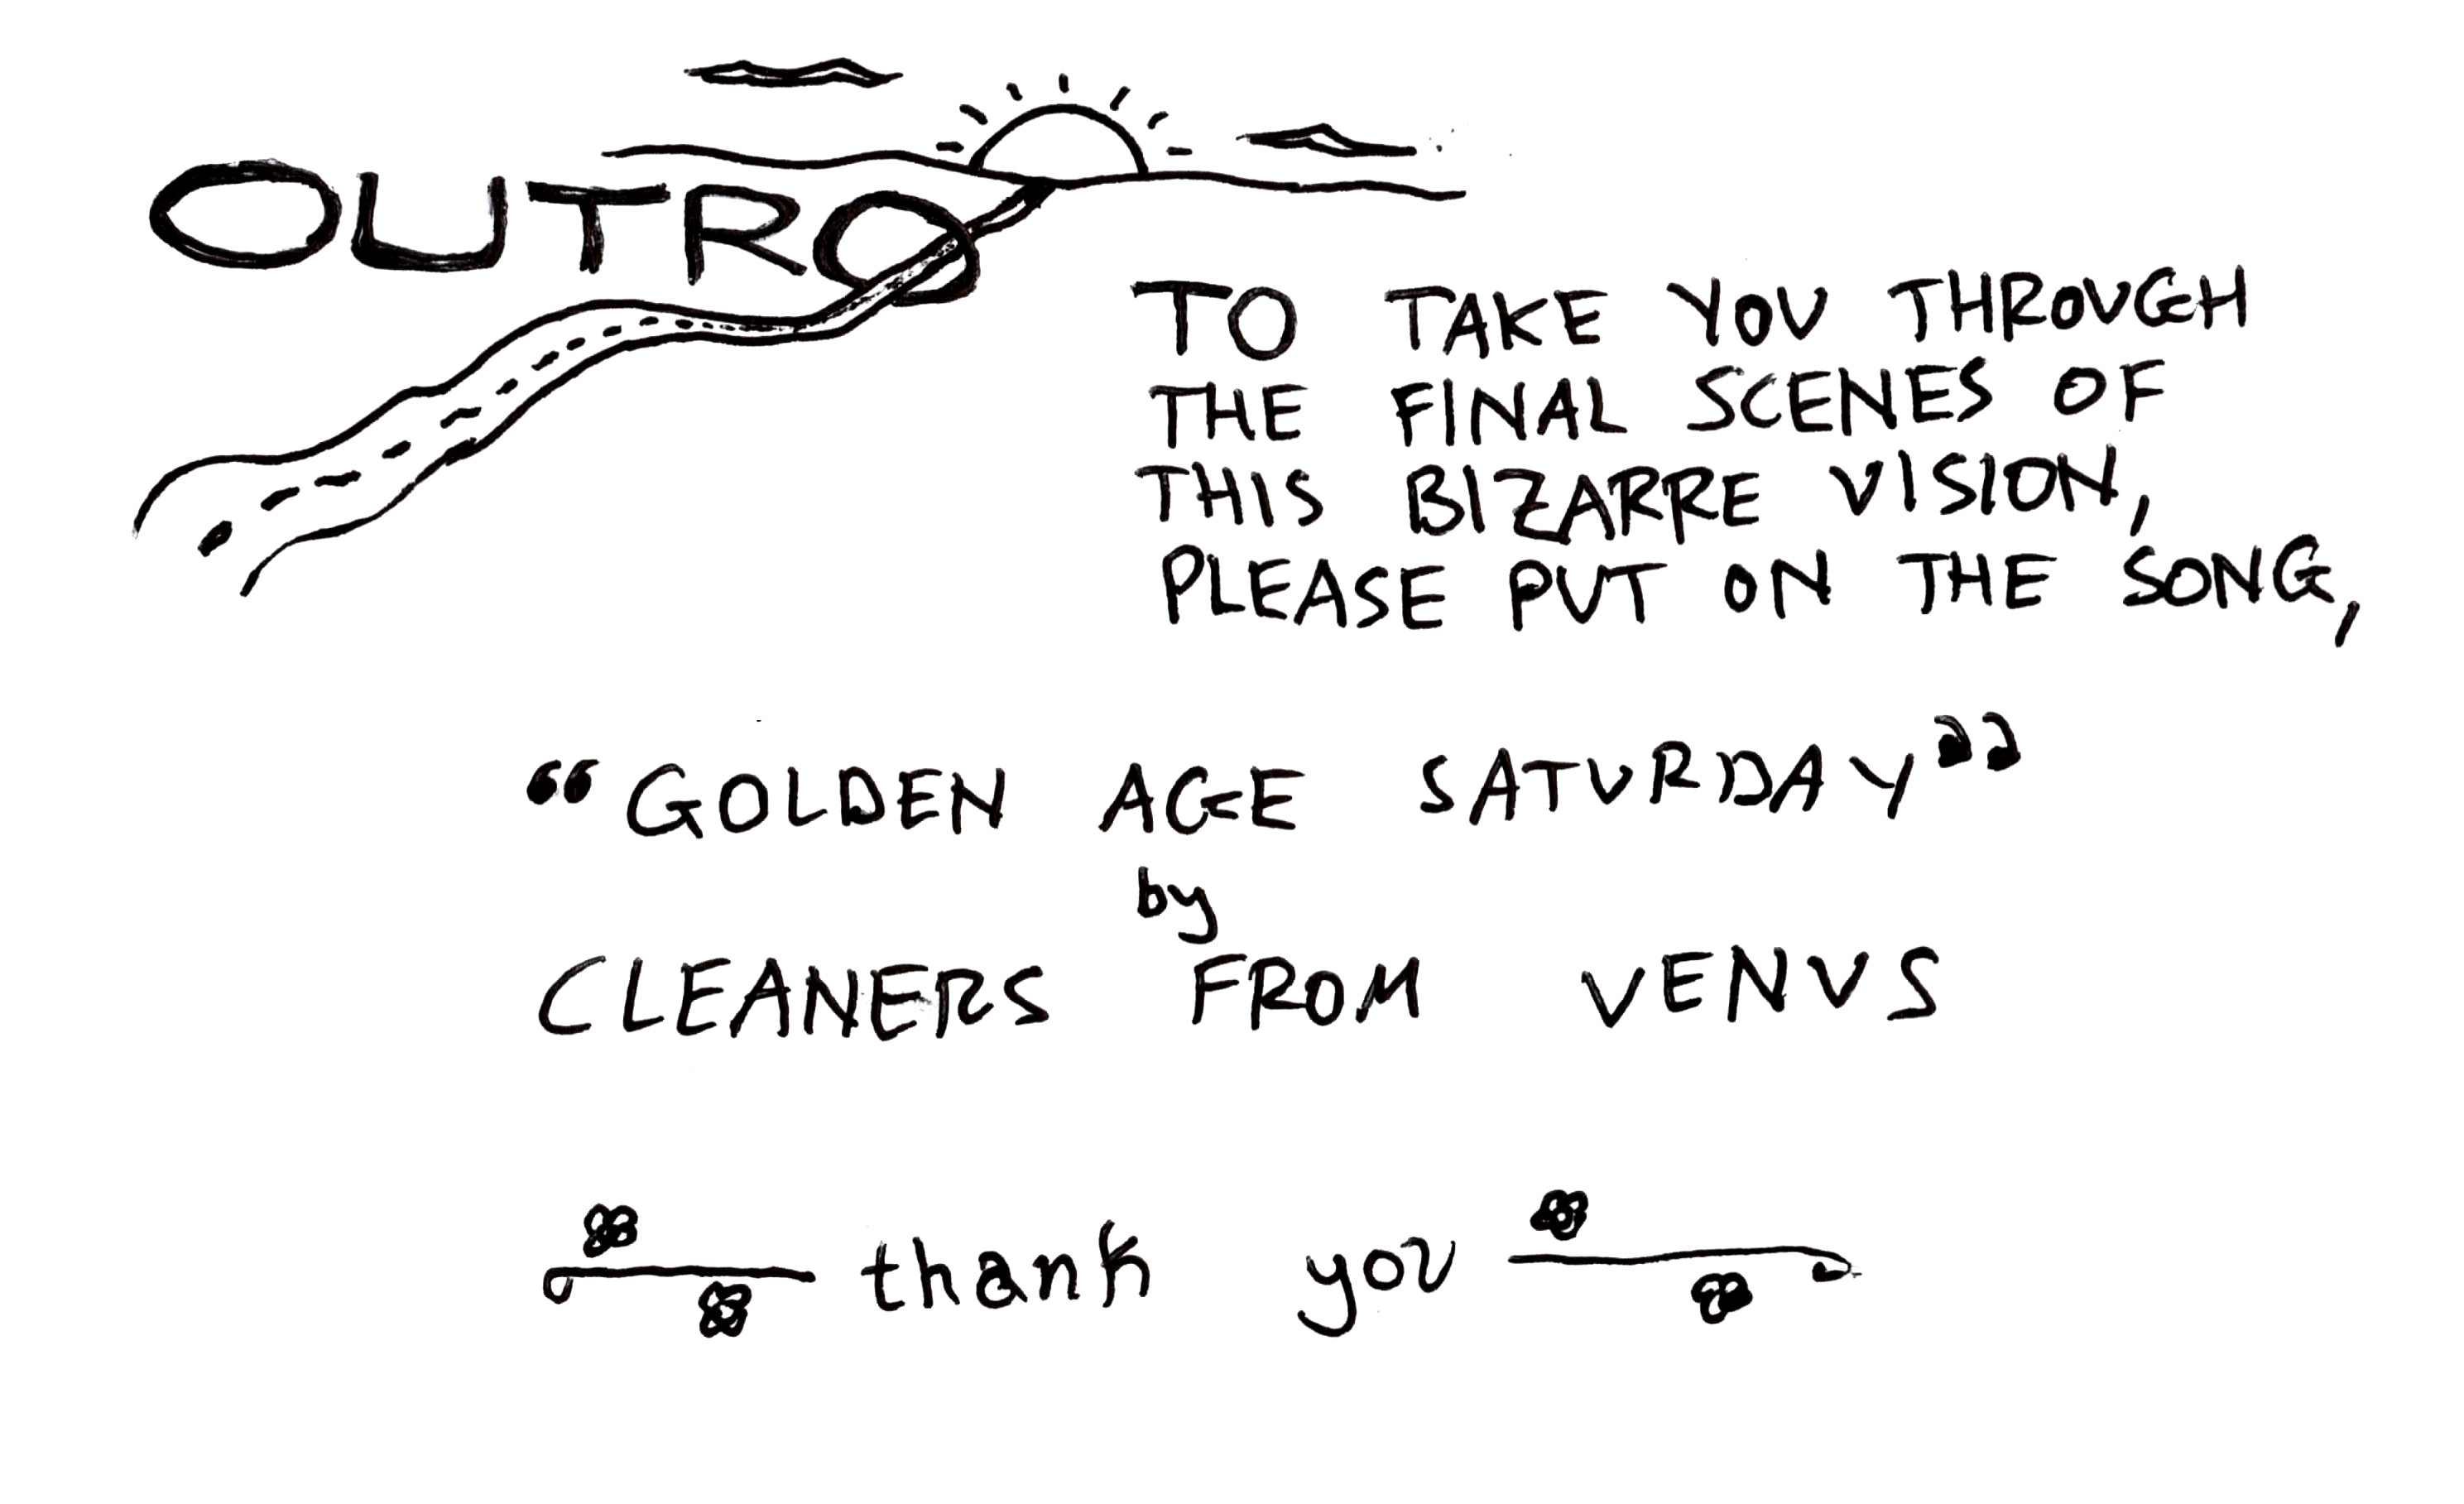 OUTRO
TO TAKE YOU THROUGH
THE FINAL SCENES OF
THIS BIZARRE VISION,
PLEASE PUT ON THE SONG,
“GOLDEN AGE SATURDAY”
by
CLEANERS FROM VENUS
thank you